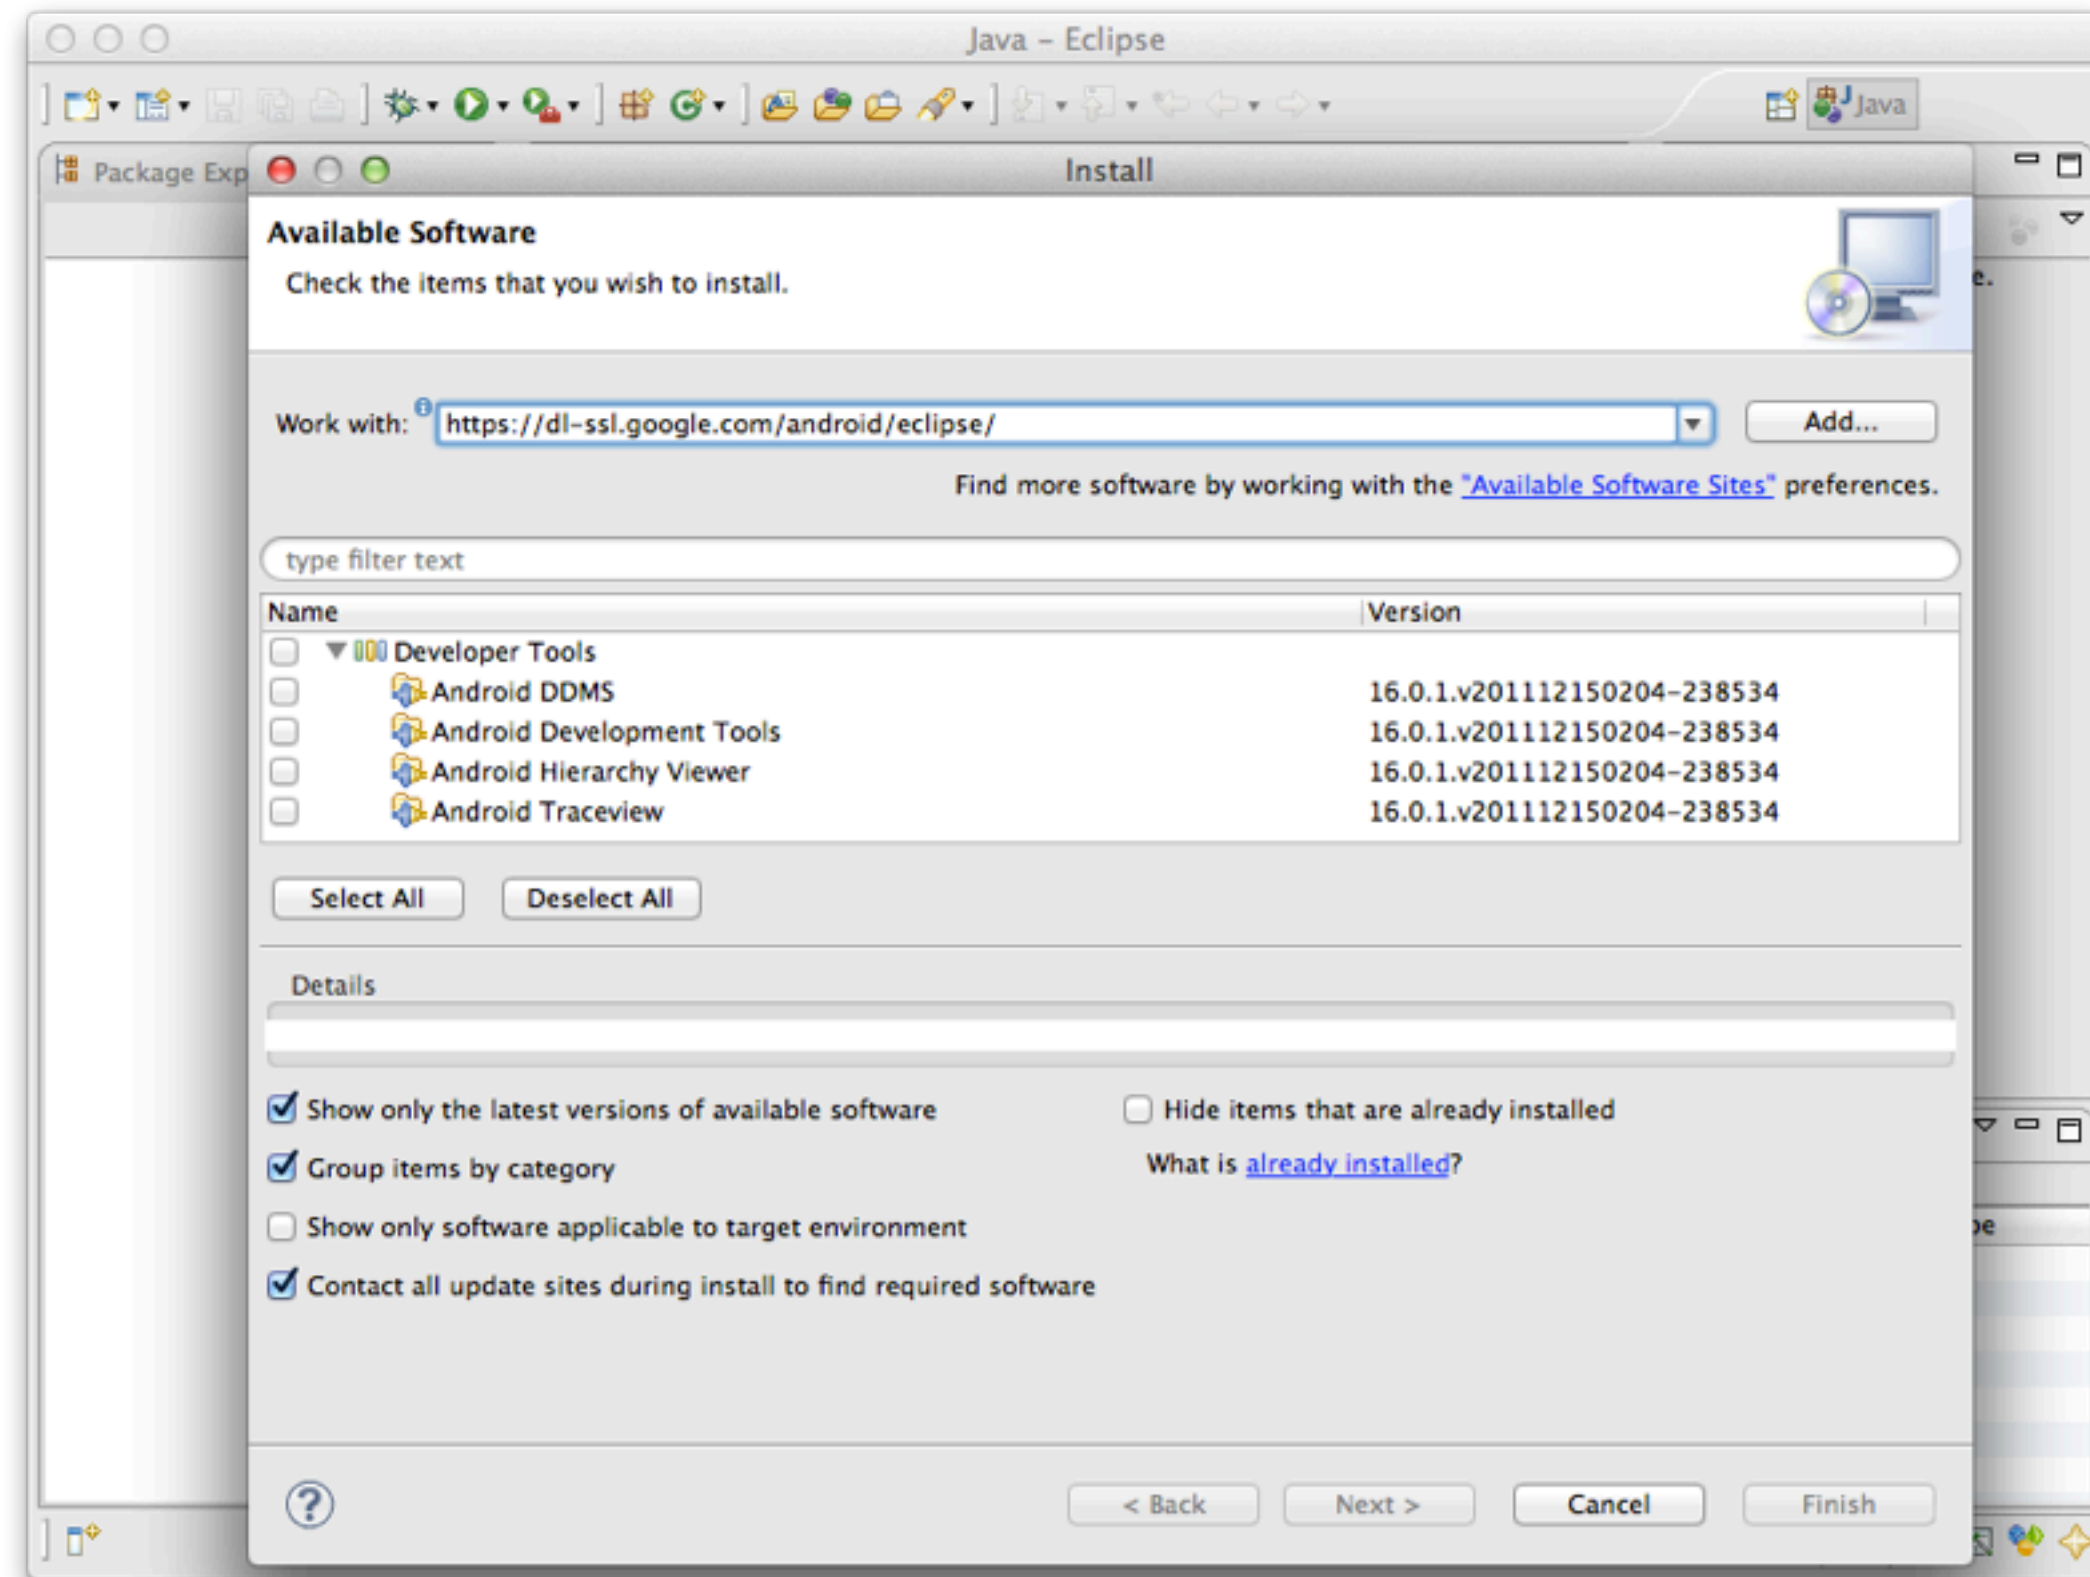 Java – Eclipse
Java
Package Exp
Install
Available Software
Check the items that you wish to install.
e.
Work with: https://dl-ssl.google.com/android/eclipse/ Add...
Find more software by working with the "Available Software Sites" preferences.
type filter text
Name Version
Developer Tools
Android DDMS 16.0.1.v201112150204-238534
Android Development Tools 16.0.1.v201112150204-238534
Android Hierarchy Viewer 16.0.1.v201112150204-238534
Android Traceview 16.0.1.v201112150204-238534
Select All Deselect All
Details
Show only the latest versions of available software Hide items that are already installed
Group items by category What is already installed?
Show only software applicable to target environment
pe
Contact all update sites during install to find required software
? < Back Next > Cancel Finish